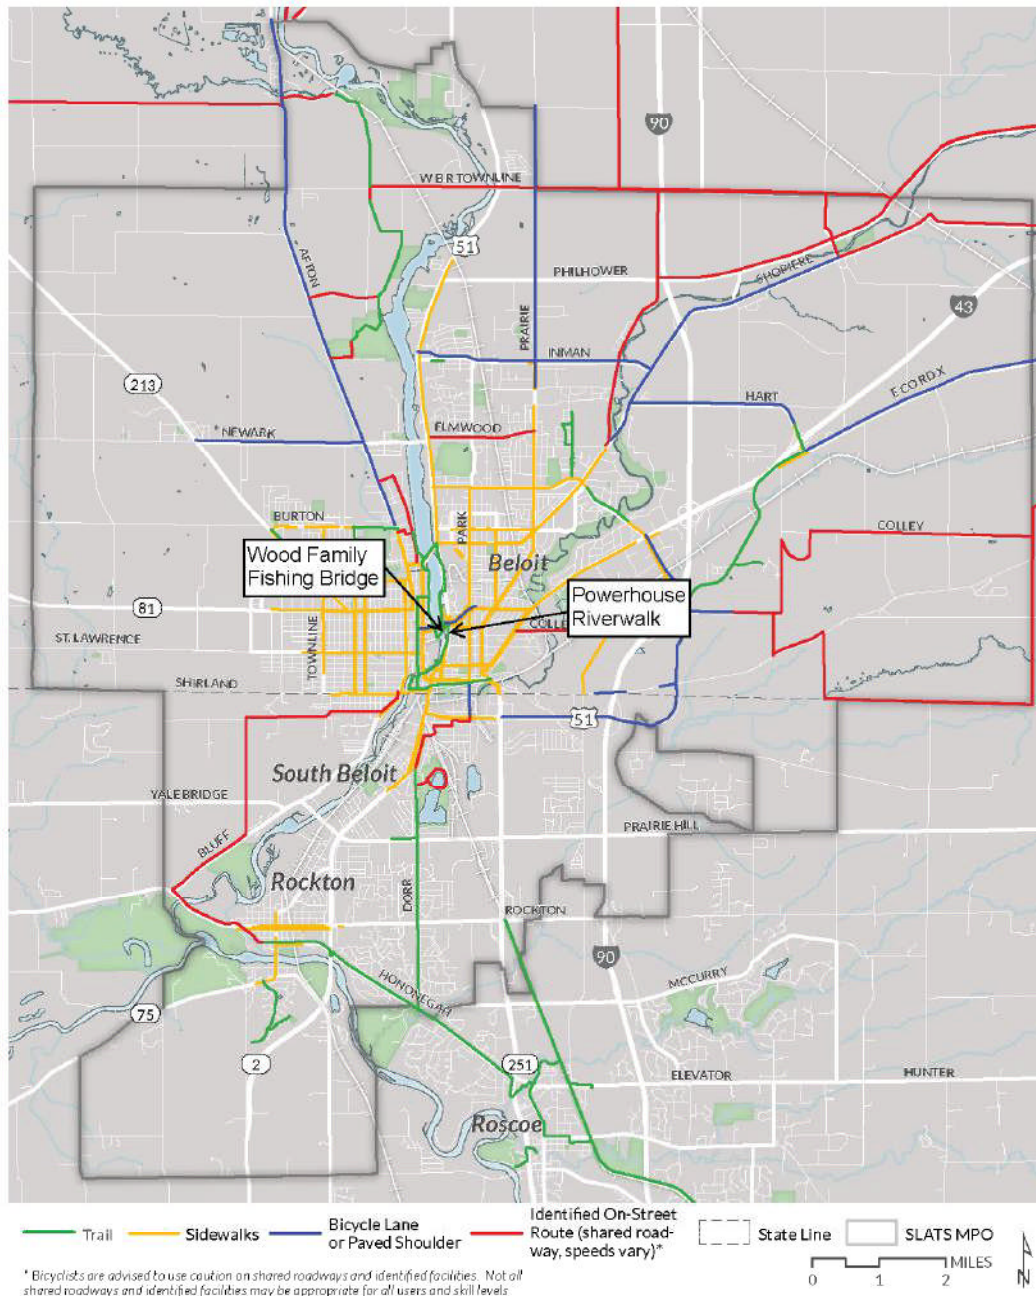 90
W B R TOWNLINE
51
AFTON
PHILHOWER
SHOPIERE
43
PRAIRIE
INMAN
213
E CO RD X
HART
NEWARK
ELMWOOD
BURTON
PARK
COLLEY
Wood Family
Fishing Bridge
Beloit
Powerhouse
Riverwalk
81
COLLE
ST. LAWRENCE
TOWNLINE
SHIRLAND
51
South Beloit
YALE BRIDGE
PRAIRIE HILL
BLUFF
Rockton
DORR
ROCKTON
90
MCCURRY
HONONEGAH
75
2
251
ELEVATOR
HUNTER
Roscoe
Trail
Sidewalks
Bicycle Lane
or Paved Shoulder
Identified On-Street
Route (shared road-
way, speeds vary)*
State Line
SLATS MPO
MILES
0 1 2
N
* Bicyclists are advised to use caution on shared roadways and identified facilities. Not all
shared roadways and identified facilities may be appropriate for all users and skill levels